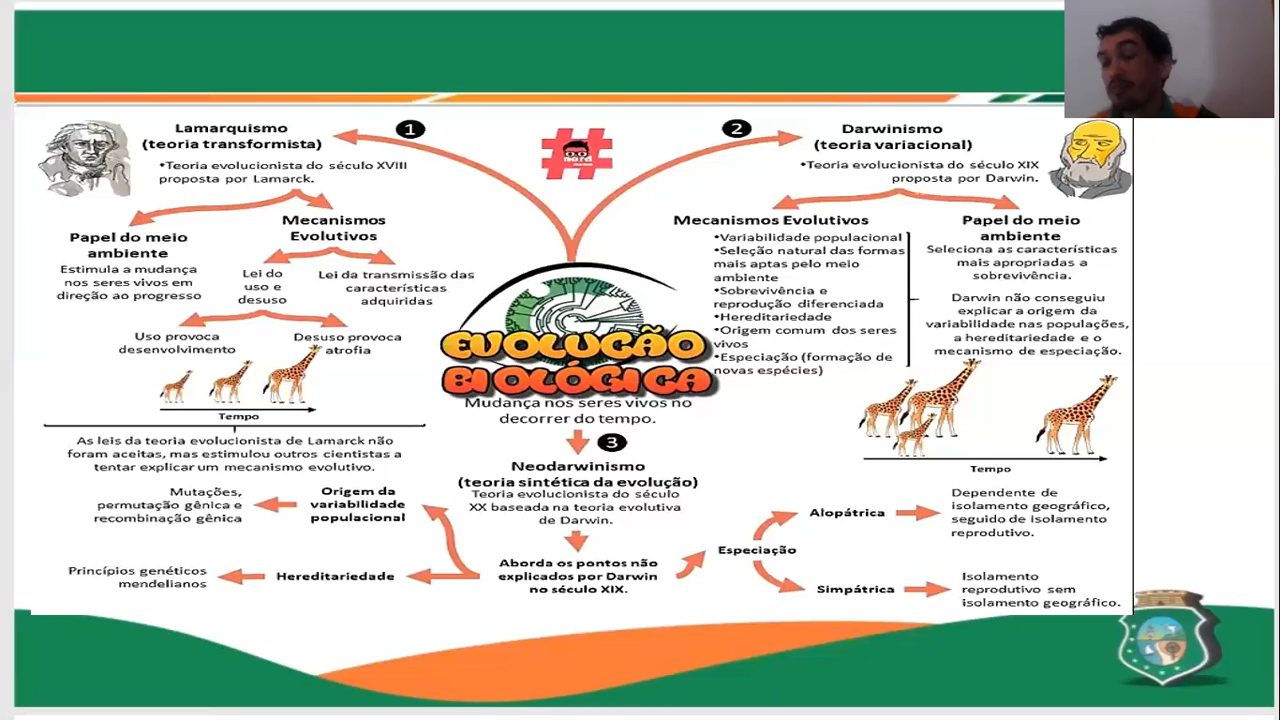 1
Lamarquismo
(teoria transformista)
•Teoria evolucionista do século XVIII
proposta por Lamarck.
Papel do meio
ambiente
Estimula a mudança
nos seres vivos em
direção ao progresso
Mecanismos
Evolutivos
Lei do
uso e
desuso
Lei da transmissão das
características
adquiridas
Uso provoca
desenvolvimento
Desuso provoca
atrofia
Tempo
As leis da teoria evolucionista de Lamarck não
foram aceitas, mas estimulou outros cientistas a
tentar explicar um mecanismo evolutivo.
nerd
2
Darwinismo
(teoria variacional)
•Teoria evolucionista do século XIX
proposta por Darwin.
Mecanismos Evolutivos
•Variabilidade populacional
•Seleção natural das formas
mais aptas pelo meio
ambiente
•Sobrevivência e
reprodução diferenciada
•Hereditariedade
•Origem comum dos seres
vivos
•Especiação (formação de
novas espécies)
Papel do meio
ambiente
Seleciona as características
mais apropriadas a
sobrevivência.
Darwin não conseguiu
explicar a origem da
variabilidade nas populações,
a hereditariedade e o
mecanismo de especiação.
Tempo
EVOLUÇÃO
BIOLÓGICA
Mudança nos seres vivos no
decorrer do tempo.
3
Neodarwinismo
(teoria sintética da evolução)
Teoria evolucionista do século
XX baseada na teoria evolutiva
de Darwin.
Aborda os pontos não
explicados por Darwin
no século XIX.
Origem da
variabilidade
populacional
Mutações,
permutação gênica e
recombinação gênica
Hereditariedade
Princípios genéticos
mendelianos
Especiação
Alopátrica
Dependente de
isolamento geográfico,
seguido de isolamento
reprodutivo.
Simpátrica
Isolamento
reprodutivo sem
isolamento geográfico.